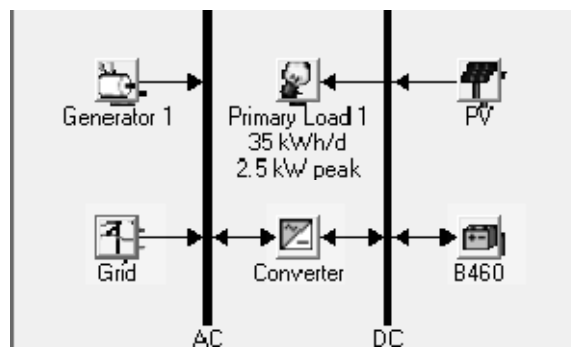 Generator 1
Primary Load 1
35 kWh/d
2.5 kW peak
PV
Grid
Converter
B460
AC
DC